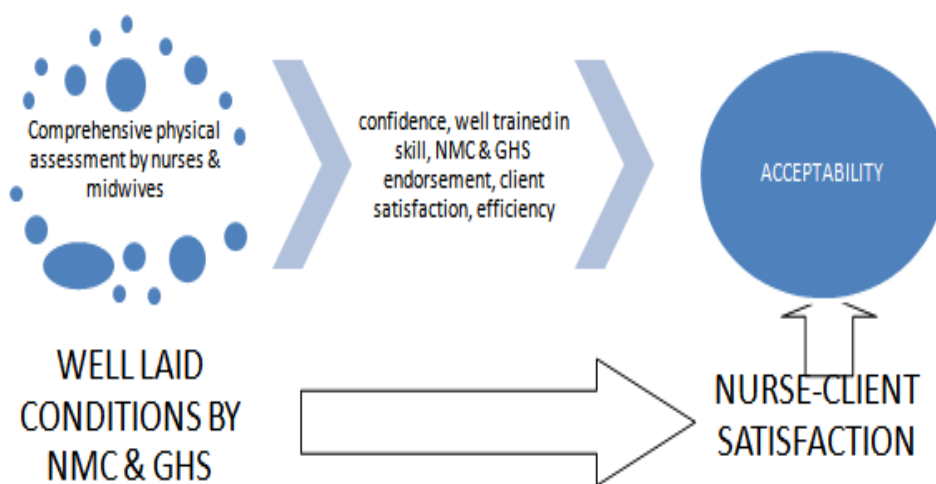 Comprehensive physical
assessment by nurses &
midwives
confidence, well trained in
skill, NMC & GHS
endorsement, client
satisfaction, efficiency
ACCEPTABILITY
WELL LAID
CONDITIONS BY
NMC & GHS
NURSE-CLIENT
SATISFACTION